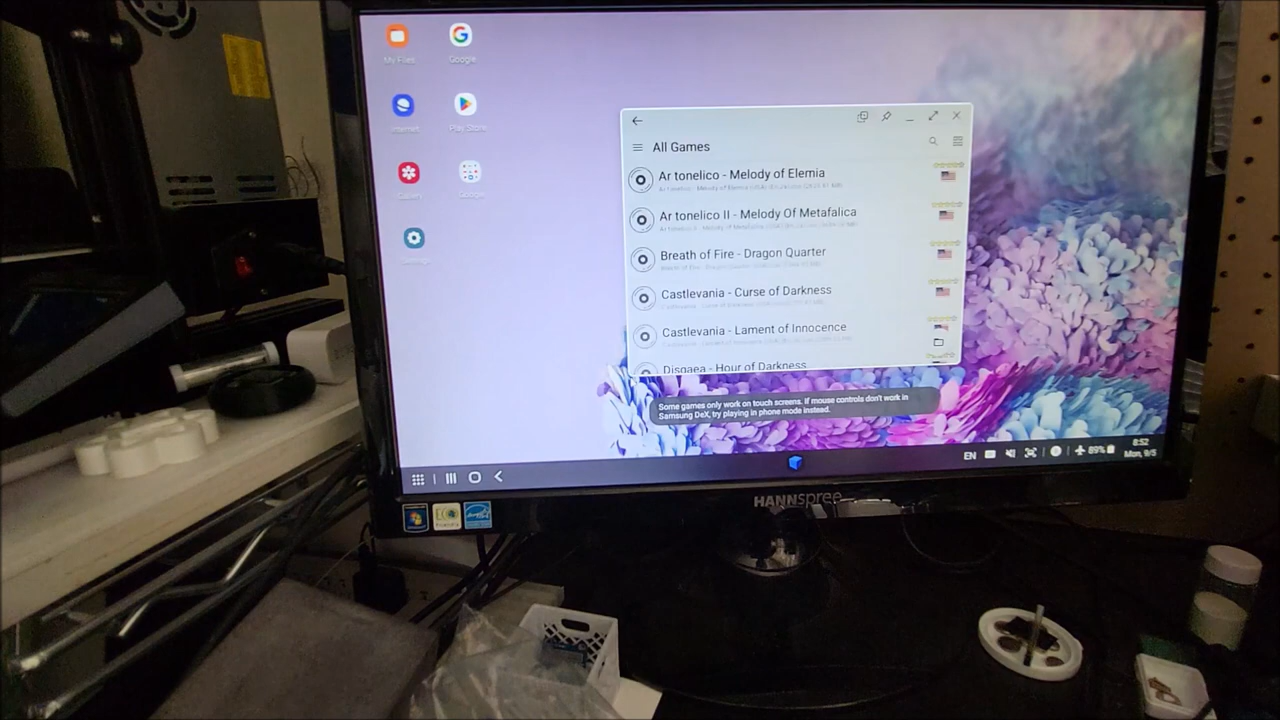 My Files
Google
Internet
Play Store
Gallery
Google
Settings
All Games
Ar tonelico - Melody of Elemia
Ar tonelico II - Melody Of Metafalica
Breath of Fire - Dragon Quarter
Castlevania - Curse of Darkness
Castlevania - Lament of Innocence
Disgaea - Hour of Darkness
Some games only work on touch screens. If mouse controls don't work in
Samsung DeX, try playing in phone mode instead.
EN
89%
8:52
Mon, 9/5
HANNspree
ECO